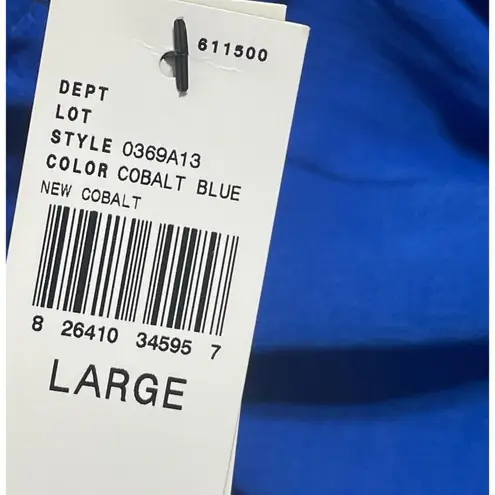 611500
DEPT
LOT
STYLE 0369A13
COLOR COBALT BLUE
NEW COBALT
8 26410 34595 7
LARGE